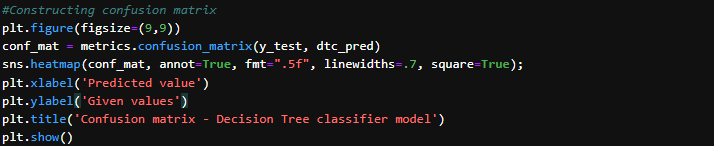 #Constructing confusion matrix
plt.figure(figsize=(9,9))
conf_mat = metrics.confusion_matrix(y_test, dtc_pred)
sns.heatmap(conf_mat, annot=True, fmt=".5f", linewidths=.7, square=True);
plt.xlabel('Predicted value')
plt.ylabel('Given values')
plt.title('Confusion matrix - Decision Tree classifier model')
plt.show()